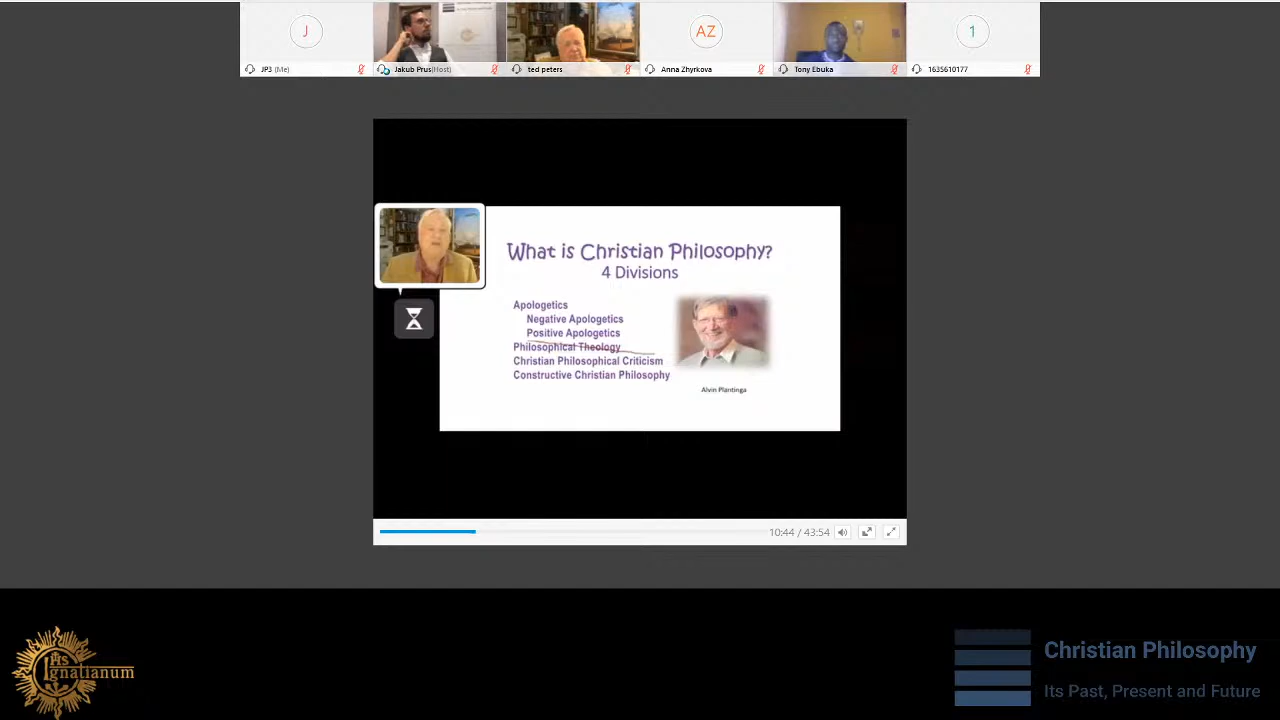 J
AZ
1
JP3 (Me)
Jakub Prus(Host)
ted peters
Anna Zhyrkova
Tony Ebuka
1635610177
What is Christian Philosophy?
4 Divisions
Apologetics
Negative Apologetics
Positive Apologetics
Philosophical Theology
Christian Philosophical Criticism
Constructive Christian Philosophy
Alvin Plantinga
10:44 / 43:54
IHS
Ignatianum
Christian Philosophy
Its Past, Present and Future